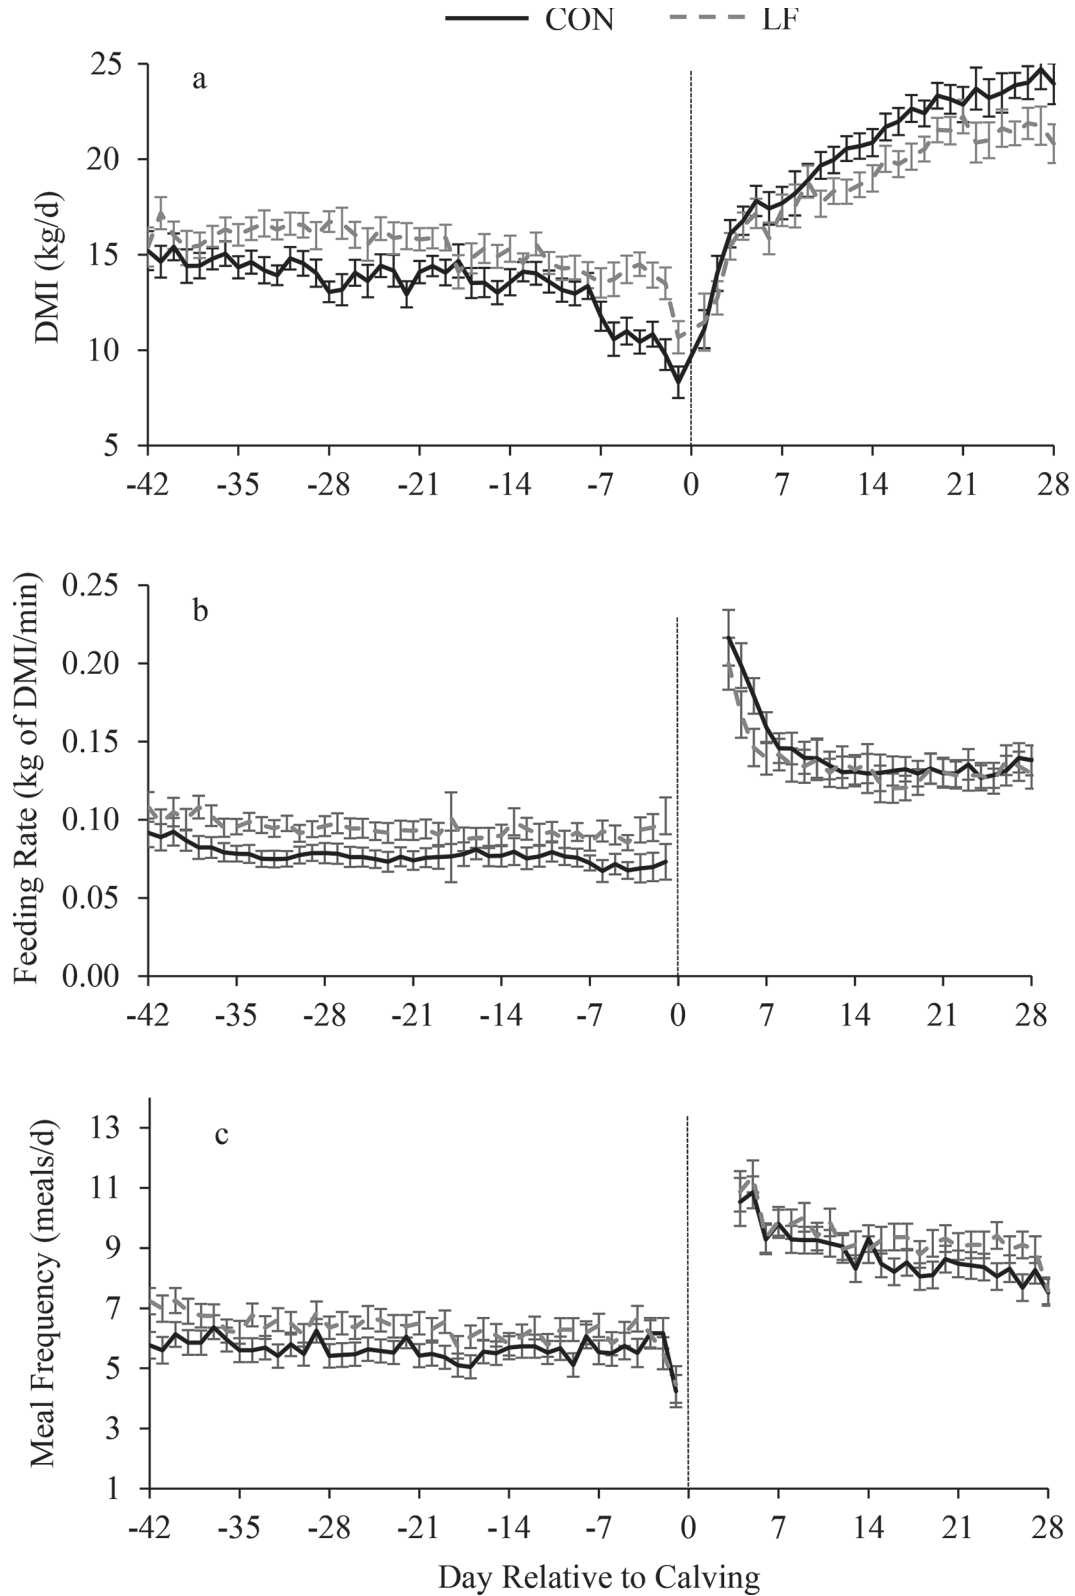 CON LF
25 a
20
15
10
5
DMI (kg/d)
-42 -35 -28 -21 -14 -7 0 7 14 21 28
0.25 b
0.20
0.15
0.10
0.05
0.00
Feeding Rate (kg of DMI/min)
-42 -35 -28 -21 -14 -7 0 7 14 21 28
13 c
11
9
7
5
3
1
Meal Frequency (meals/d)
-42 -35 -28 -21 -14 -7 0 7 14 21 28
Day Relative to Calving